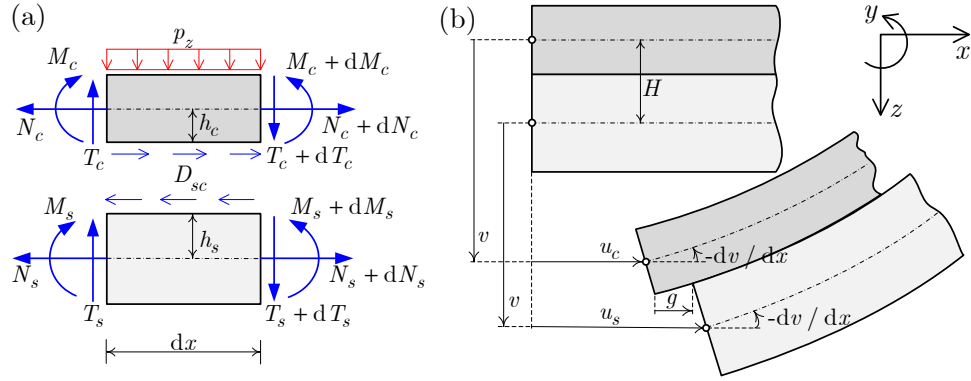 (a)
p_z
M_c
M_c + dM_c
N_c
h_c
N_c + dN_c
T_c
T_c + dT_c
D_sc
M_s
M_s + dM_s
h_s
N_s
N_s + dN_s
T_s
T_s + dT_s
dx
(b)
y
x
z
H
v
u_c
-dv / dx
v
g
u_s
-dv / dx